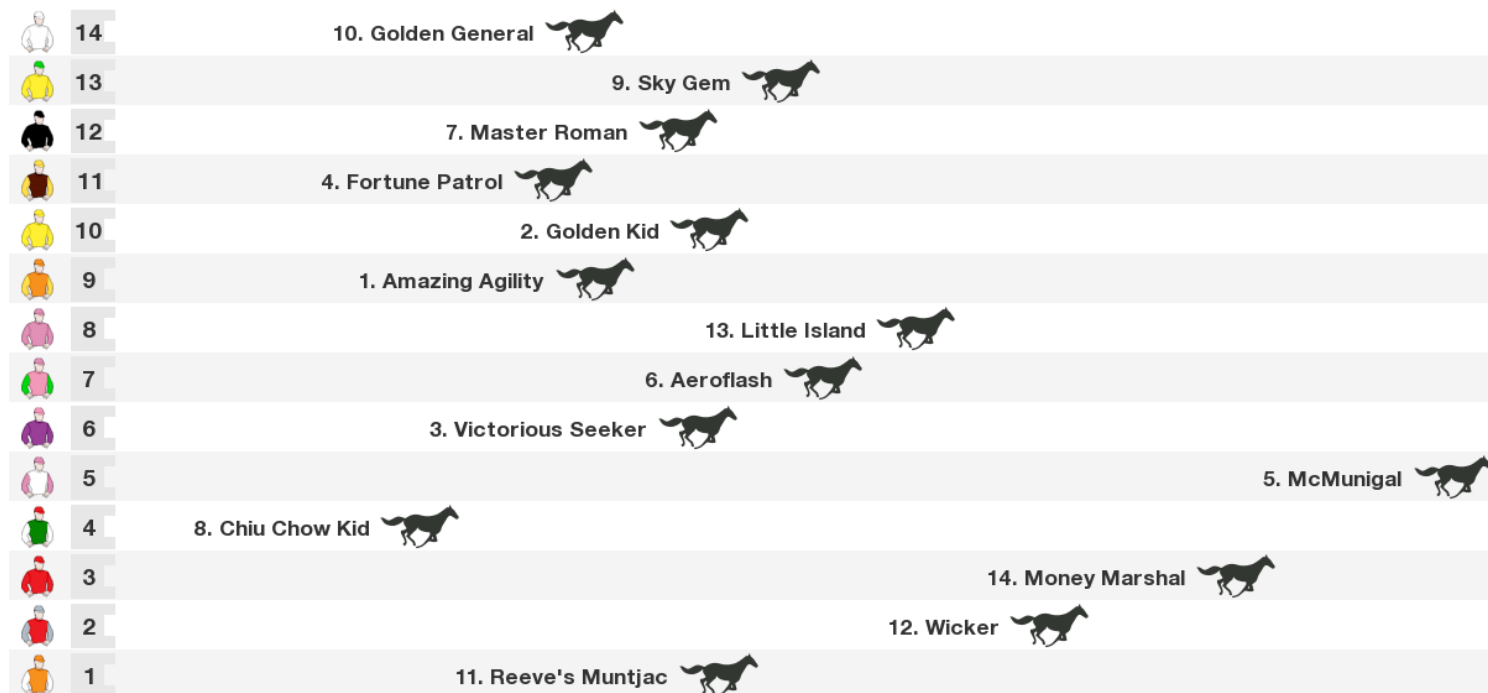 14 10. Golden General
13 9. Sky Gem
12 7. Master Roman
11 4. Fortune Patrol
10 2. Golden Kid
9 1. Amazing Agility
8 13. Little Island
7 6. Aeroflash
6 3. Victorious Seeker
5 5. McMunigal
4 8. Chiu Chow Kid
3 14. Money Marshal
2 12. Wicker
1 11. Reeve's Muntjac